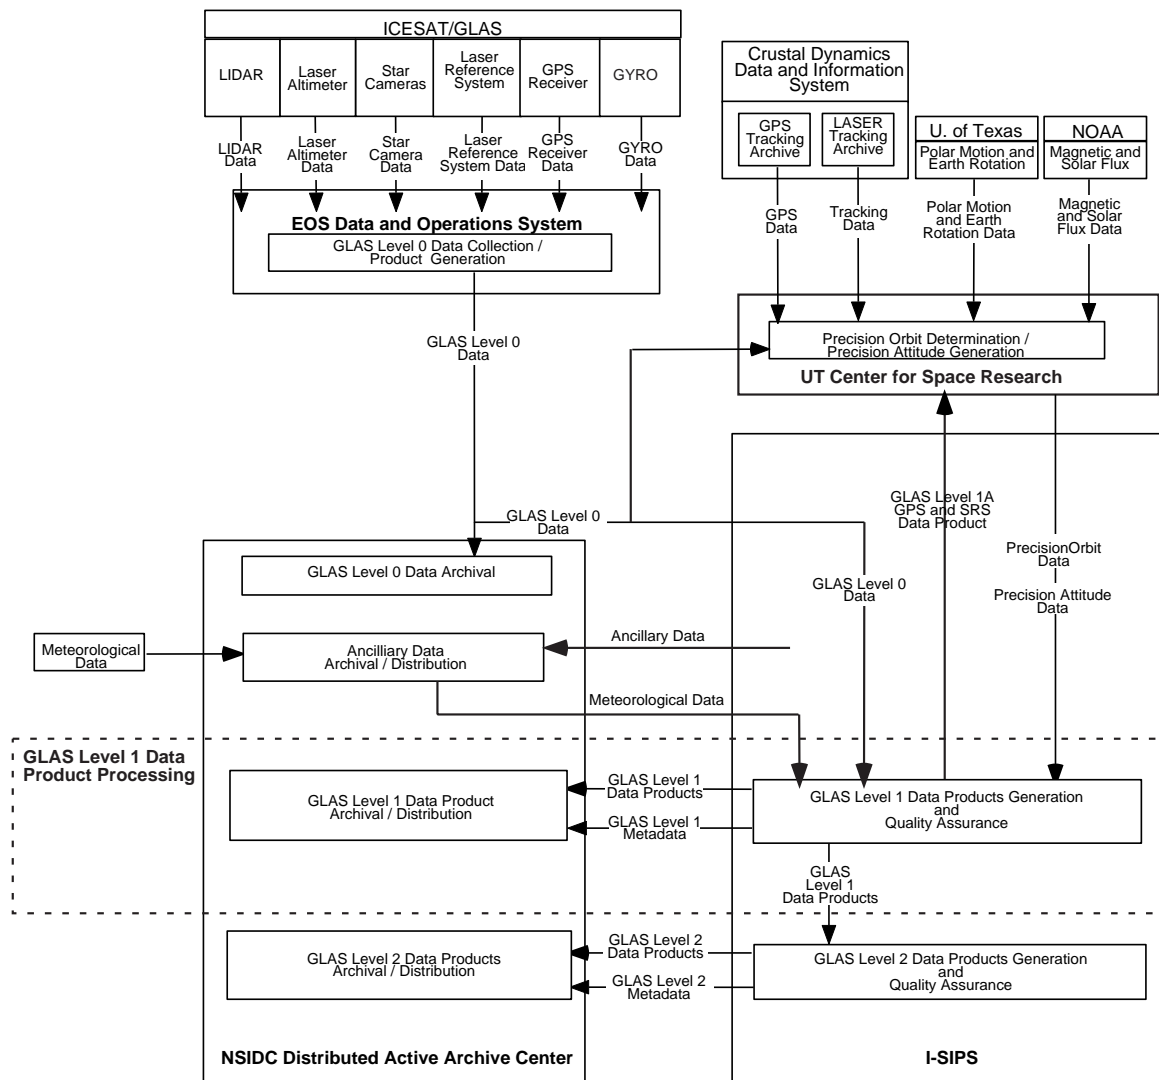 ICESAT/GLAS
LIDAR
Laser
Altimeter
Star
Cameras
Laser
Reference
System
GPS
Receiver
GYRO
LIDAR
Data
Laser
Altimeter
Data
Star
Camera
Data
Laser
Reference
System Data
GPS
Receiver
Data
GYRO
Data
EOS Data and Operations System
GLAS Level 0 Data Collection /
Product Generation
Crustal Dynamics
Data and Information
System
GPS
Tracking
Archive
LASER
Tracking
Archive
U. of Texas
Polar Motion and
Earth Rotation
NOAA
Magnetic and
Solar Flux
GPS
Data
Tracking
Data
Polar Motion
and Earth
Rotation Data
Magnetic
and Solar
Flux Data
GLAS Level 0
Data
Precision Orbit Determination /
Precision Attitude Generation
UT Center for Space Research
GLAS Level 0
Data
GLAS Level 1A
GPS and SRS
Data Product
PrecisionOrbit
Data
Precision Attitude
Data
GLAS Level 0 Data Archival
GLAS Level 0
Data
Meteorological
Data
Ancilliary Data
Archival / Distribution
Ancillary Data
Meteorological Data
GLAS Level 1 Data
Product Processing
GLAS Level 1 Data Product
Archival / Distribution
GLAS Level 1
Data Products
GLAS Level 1
Metadata
GLAS Level 1 Data Products Generation
and
Quality Assurance
GLAS
Level 1
Data Products
GLAS Level 2 Data Products
Archival / Distribution
GLAS Level 2
Data Products
GLAS Level 2
Metadata
GLAS Level 2 Data Products Generation
and
Quality Assurance
NSIDC Distributed Active Archive Center
I-SIPS